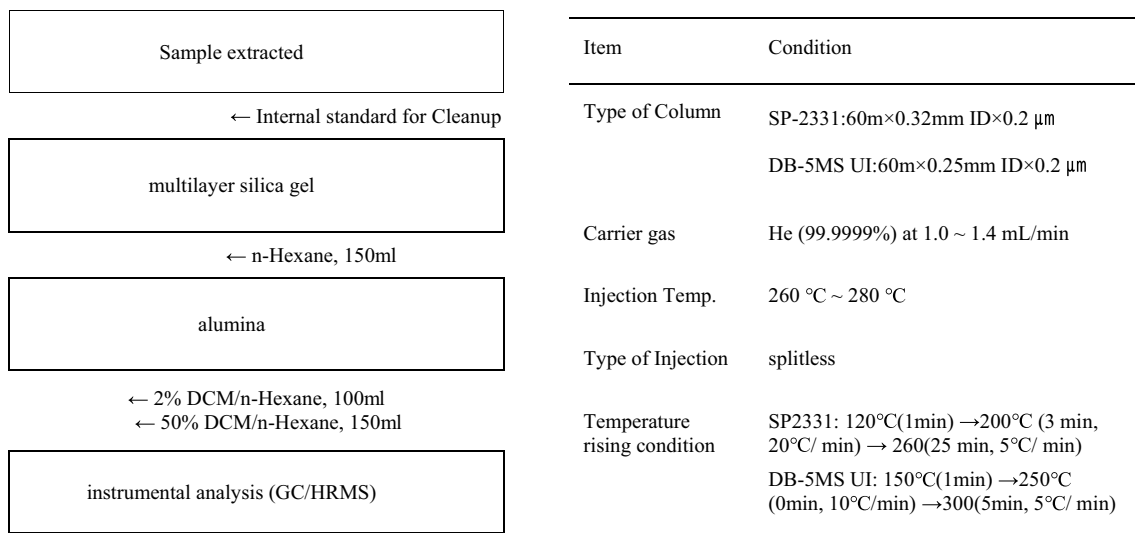 Sample extracted
← Internal standard for Cleanup
multilayer silica gel
← n-Hexane, 150ml
alumina
← 2% DCM/n-Hexane, 100ml
← 50% DCM/n-Hexane, 150ml
instrumental analysis (GC/HRMS)
Item Condition
Type of Column SP-2331:60m×0.32mm ID×0.2 ㎛
DB-5MS UI:60m×0.25mm ID×0.2 ㎛
Carrier gas He (99.9999%) at 1.0 ~ 1.4 mL/min
Injection Temp. 260 ℃ ~ 280 ℃
Type of Injection splitless
Temperature SP2331: 120℃(1min) →200℃ (3 min,
rising condition 20℃/ min) → 260(25 min, 5℃/ min)
DB-5MS UI: 150℃(1min) →250℃
(0min, 10℃/min) →300(5min, 5℃/ min)